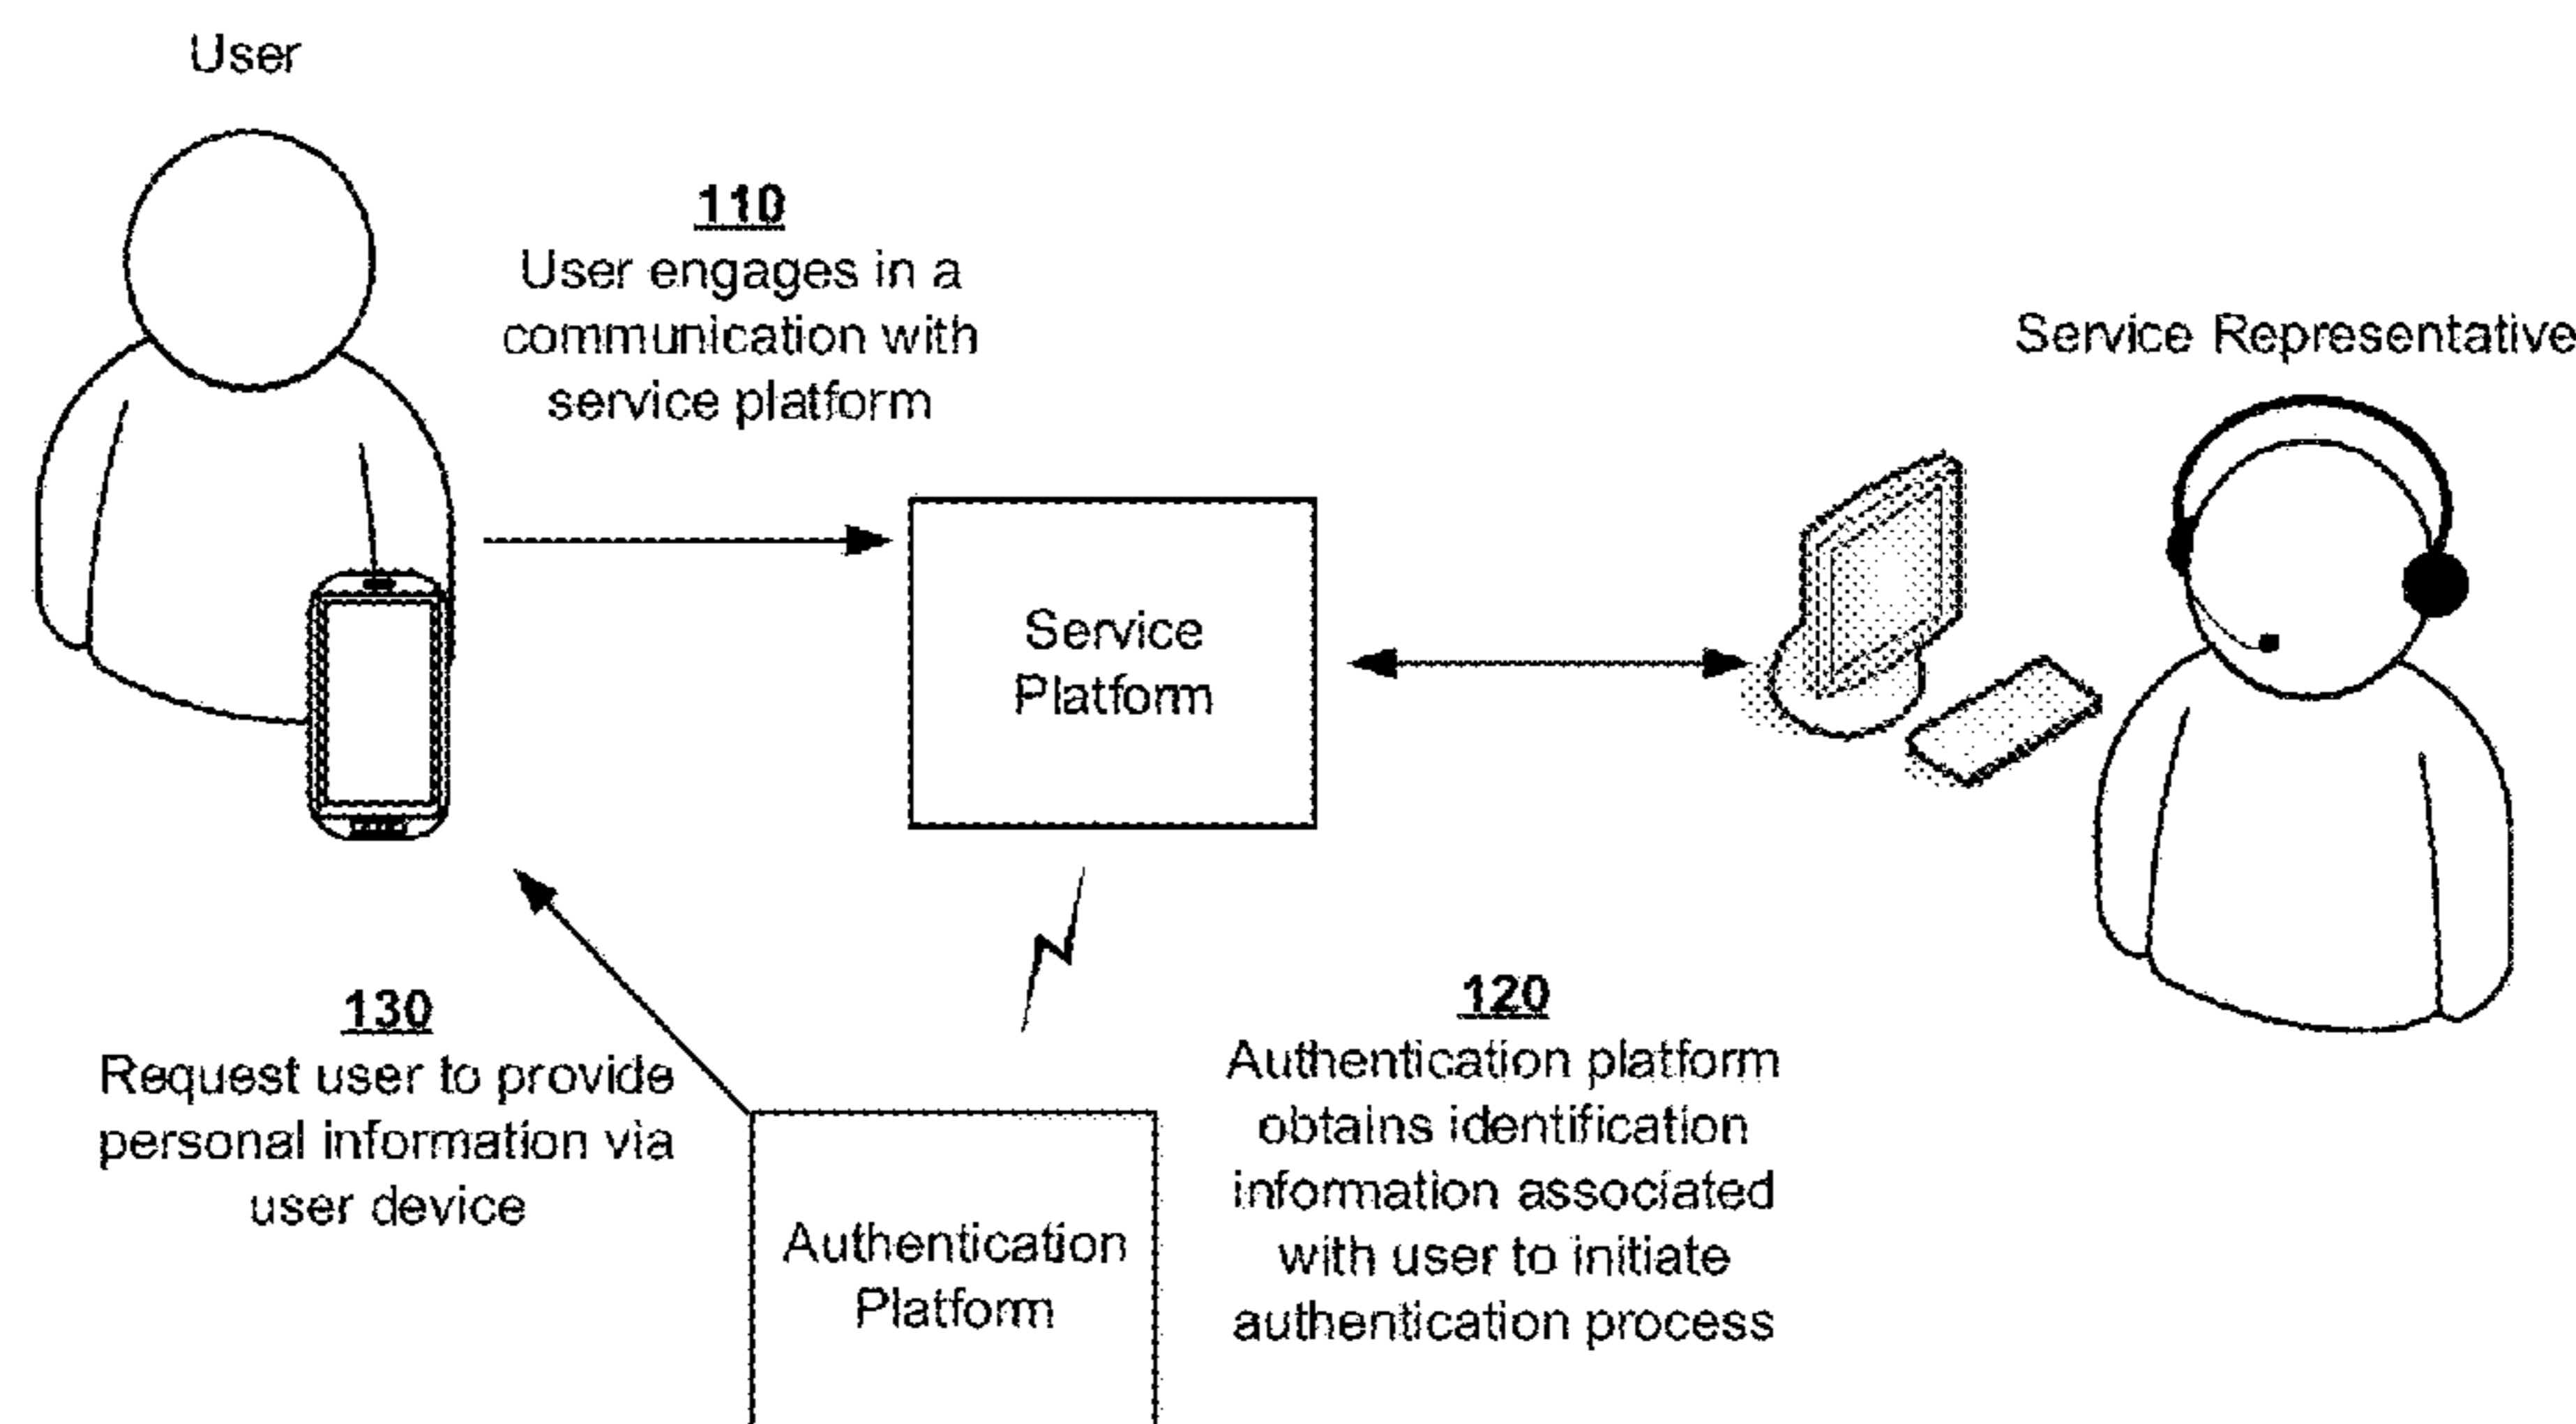 User
110
User engages in a
communication with
service platform
Service Representative
Service
Platform
130
Request user to provide
personal information via
user device
120
Authentication platform
obtains identification
information associated
with user to initiate
authentication process
Authentication
Platform